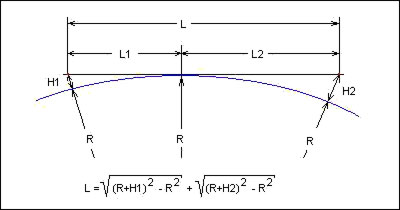 L
L1 L2
H1 H2
R R R
L = √(R+H1)² - R² + √(R+H2)² - R²